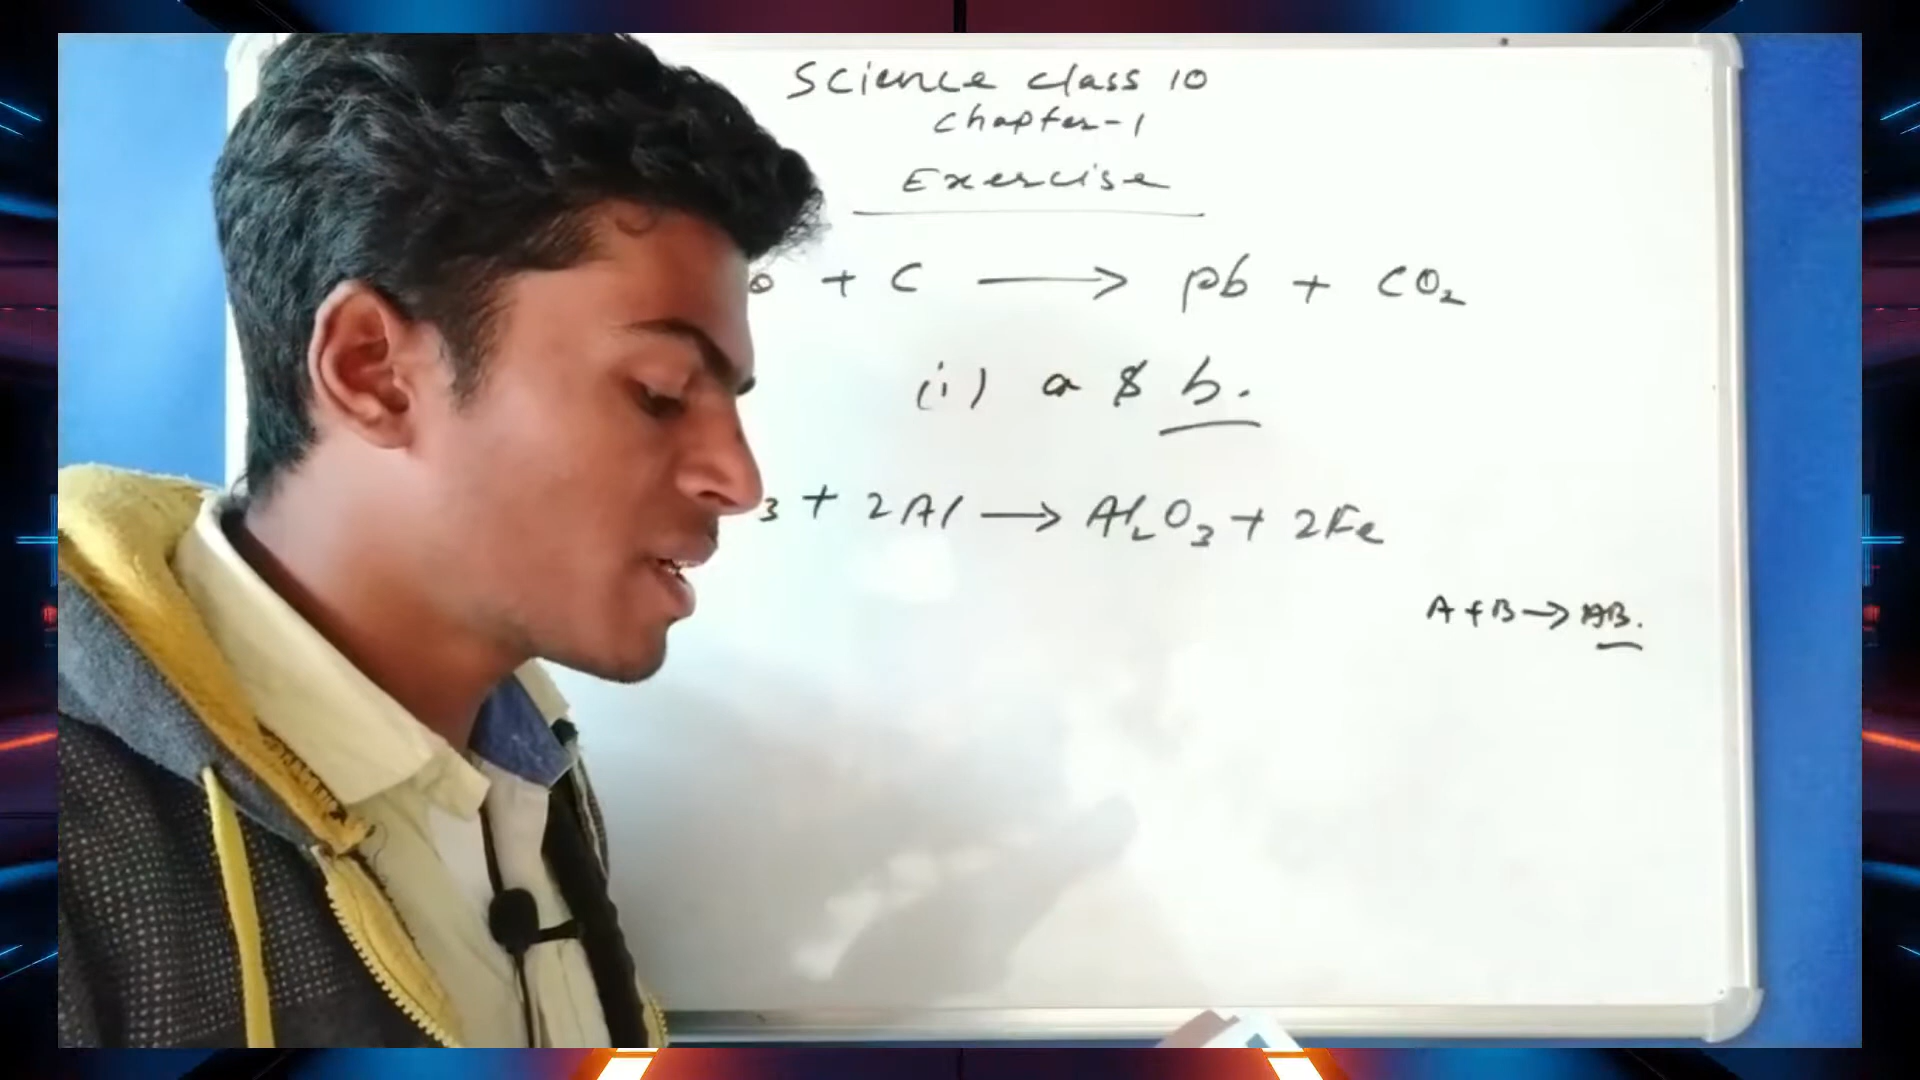 Science class 10
Chapter-1
Exercise
o + C → pb + CO₂
(i) a & b.
₃ + 2Al → Al₂O₃ + 2Fe
A + B → AB.